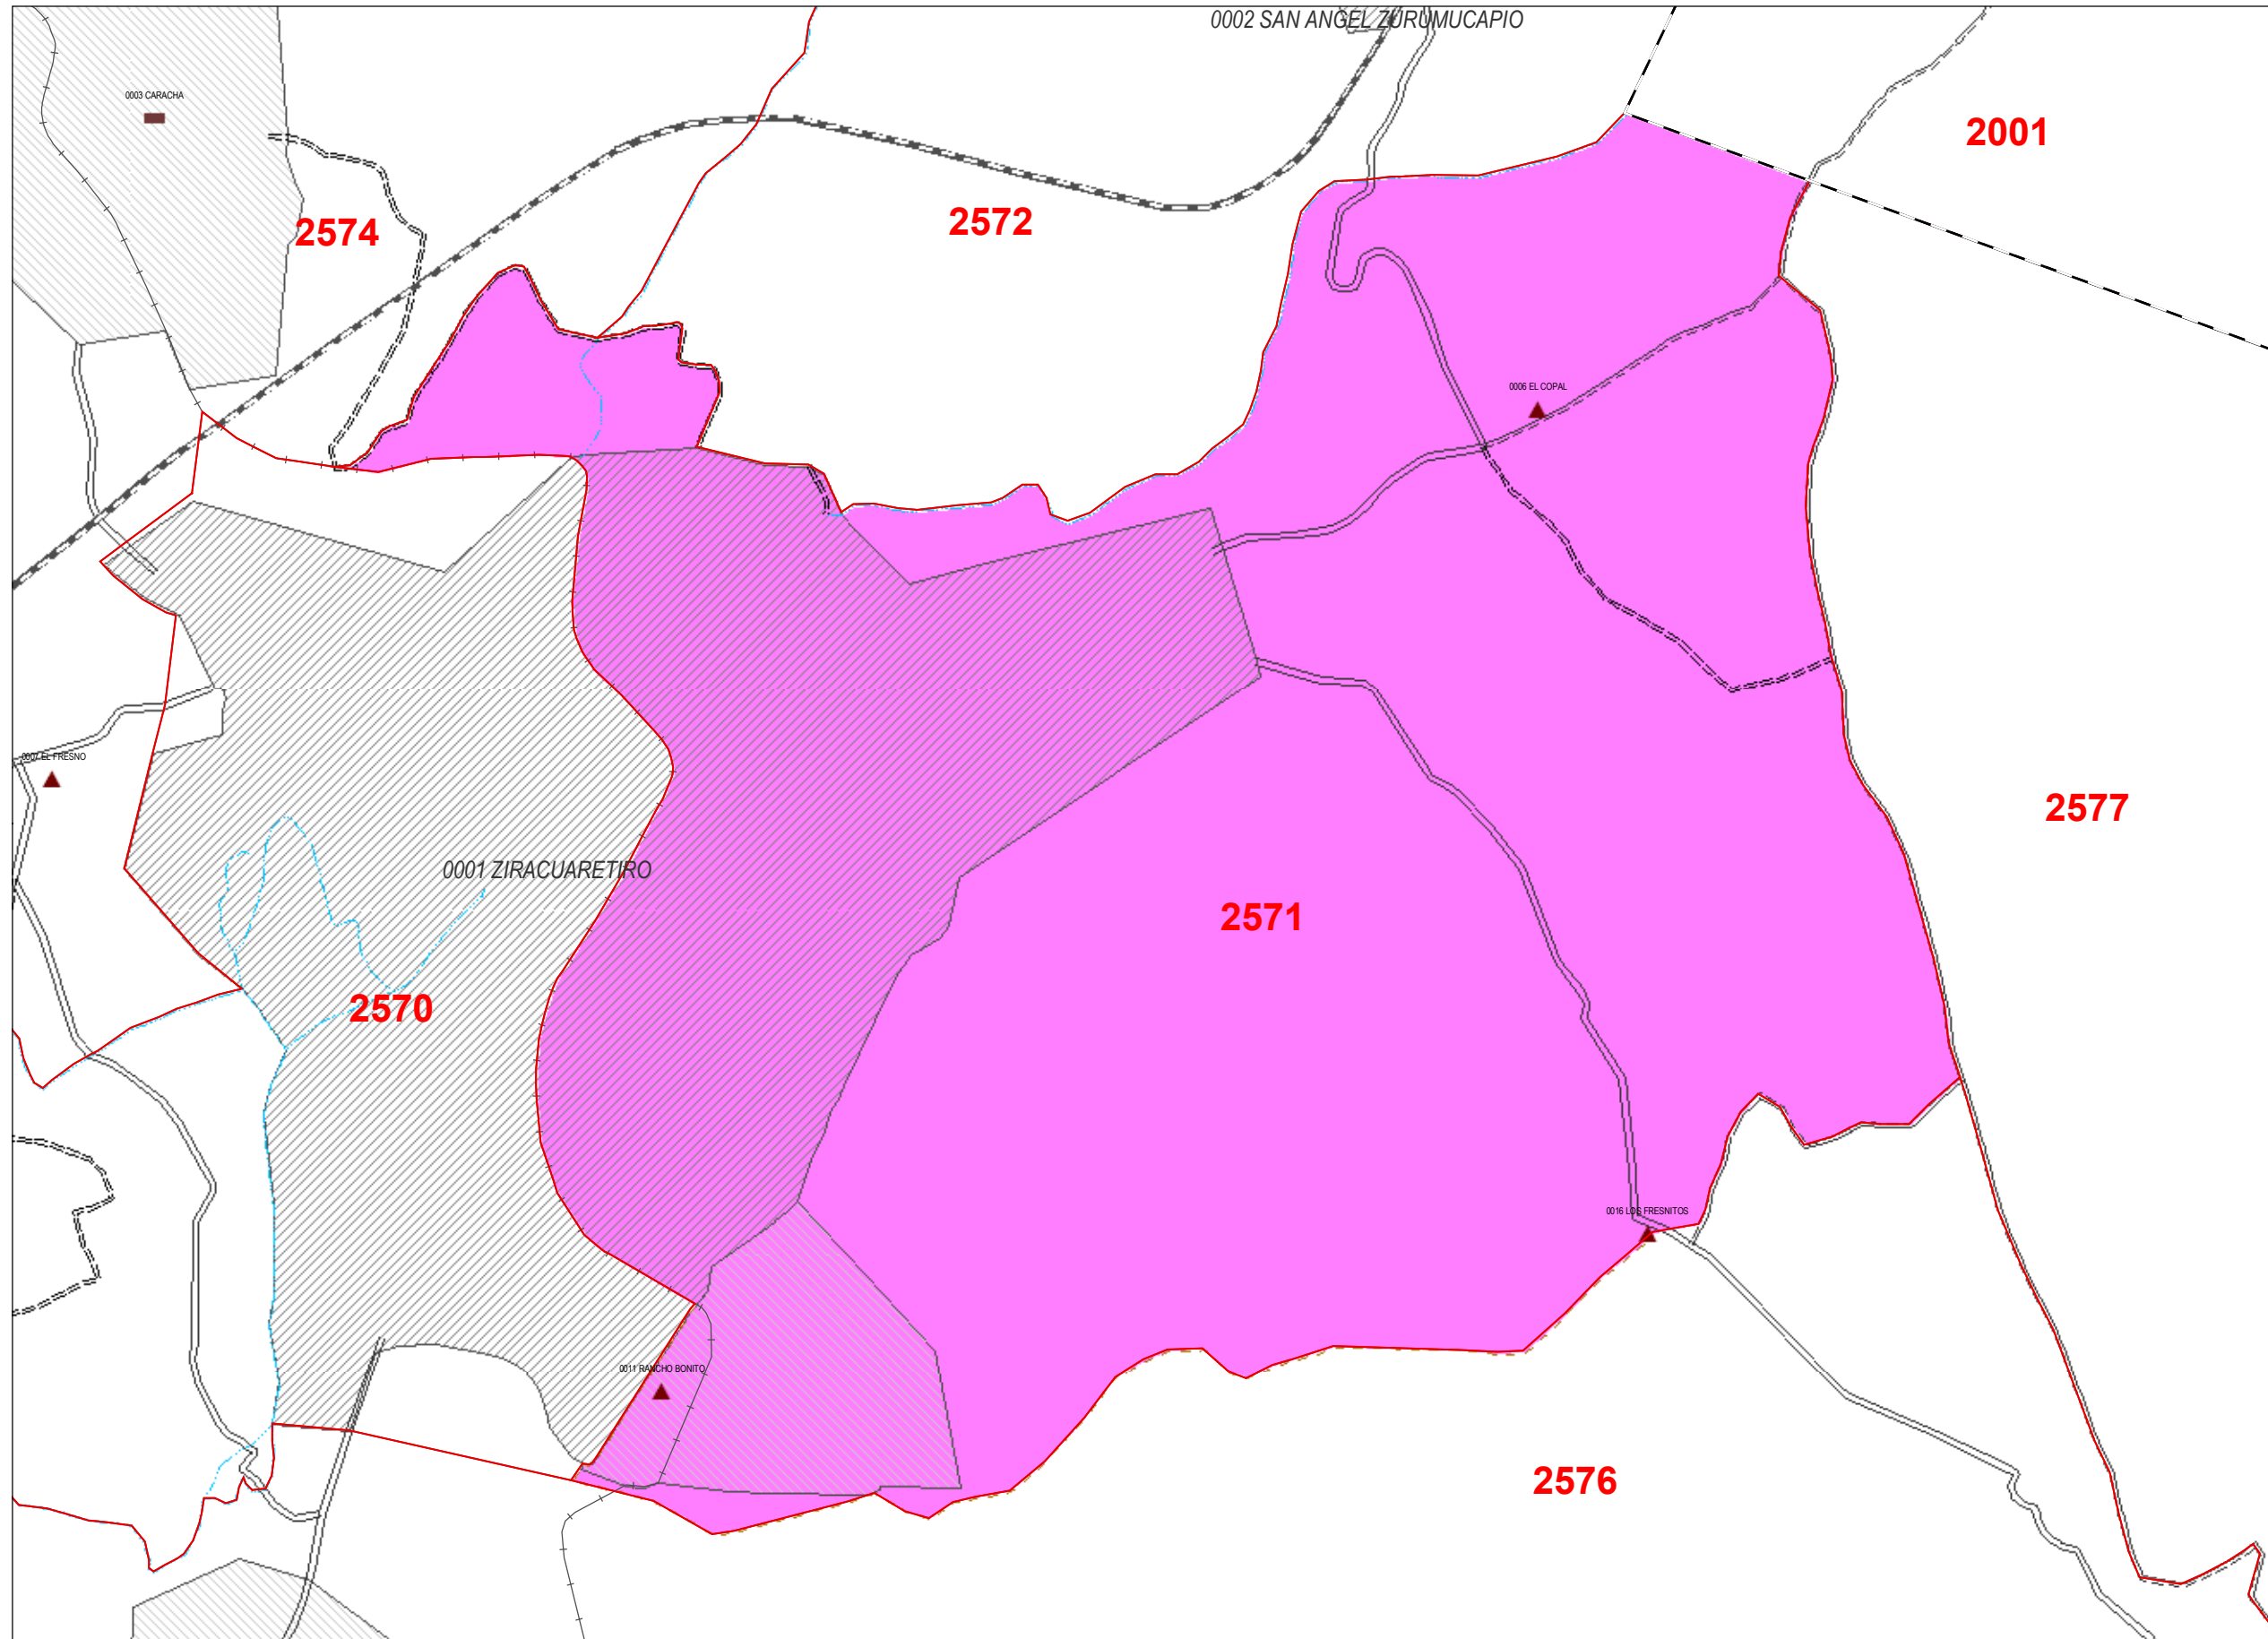 0002 SAN ANGEL ZURUMUCAPIO
0003 CARACHA
2001
2574
2572
0006 EL COPAL
0007 EL FRESNO
2577
0001 ZIRACUARETIRO
2571
2570
0016 LOS FRESNITOS
0011 RANCHO BONITO
2576